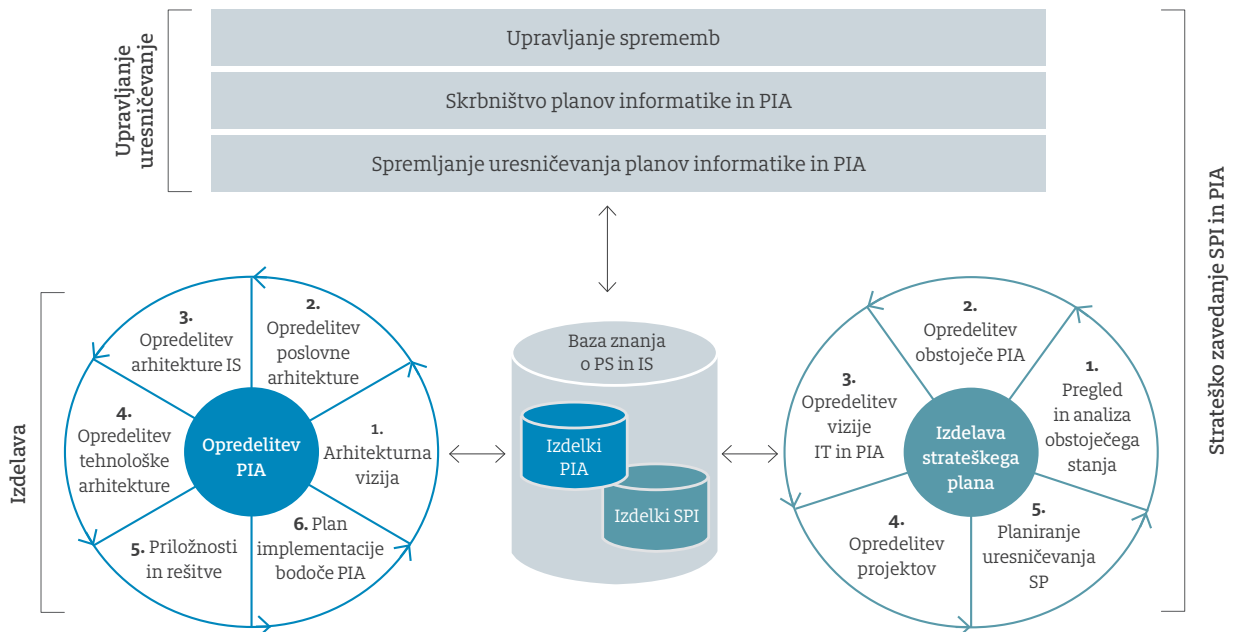 Upravljanje
uresničevanje
Upravljanje sprememb
Skrbništvo planov informatike in PIA
Spremljanje uresničevanja planov informatike in PIA
Strateško zavedanje SPI in PIA
Izdelava
Opredelitev
PIA
1.
Arhitekturna
vizija
2.
Opredelitev
poslovne
arhitekture
3.
Opredelitev
arhitekture IS
4.
Opredelitev
tehnološke
arhitekture
5. Priložnosti
in rešitve
6. Plan
implementacije
bodoče PIA
Baza znanja
o PS in IS
Izdelki
PIA
Izdelki SPI
Izdelava
strateškega
plana
1.
Pregled
in analiza
obstoječega
stanja
2.
Opredelitev
obstoječe PIA
3.
Opredelitev
vizije
IT in PIA
4.
Opredelitev
projektov
5.
Planiranje
uresničevanja
SP